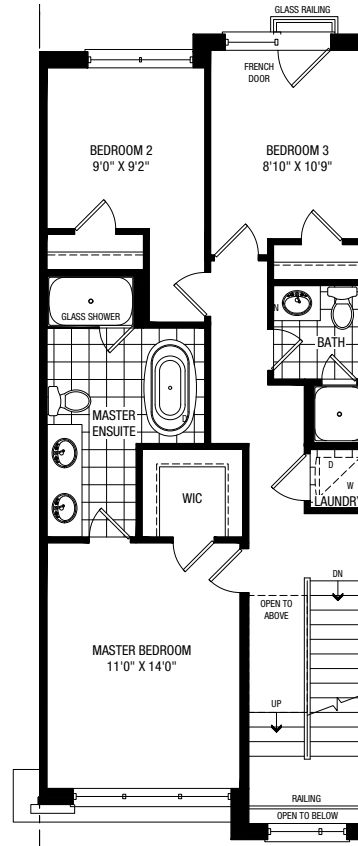 GLASS RAILING
FRENCH
DOOR
BEDROOM 2
9'0" X 9'2"
BEDROOM 3
8'10" X 10'9"
GLASS SHOWER
N
BATH
MASTER
ENSUITE
D
WIC
D
W
LAUNDRY
DN
OPEN TO
ABOVE
MASTER BEDROOM
11'0" X 14'0"
UP
RAILING
OPEN TO BELOW